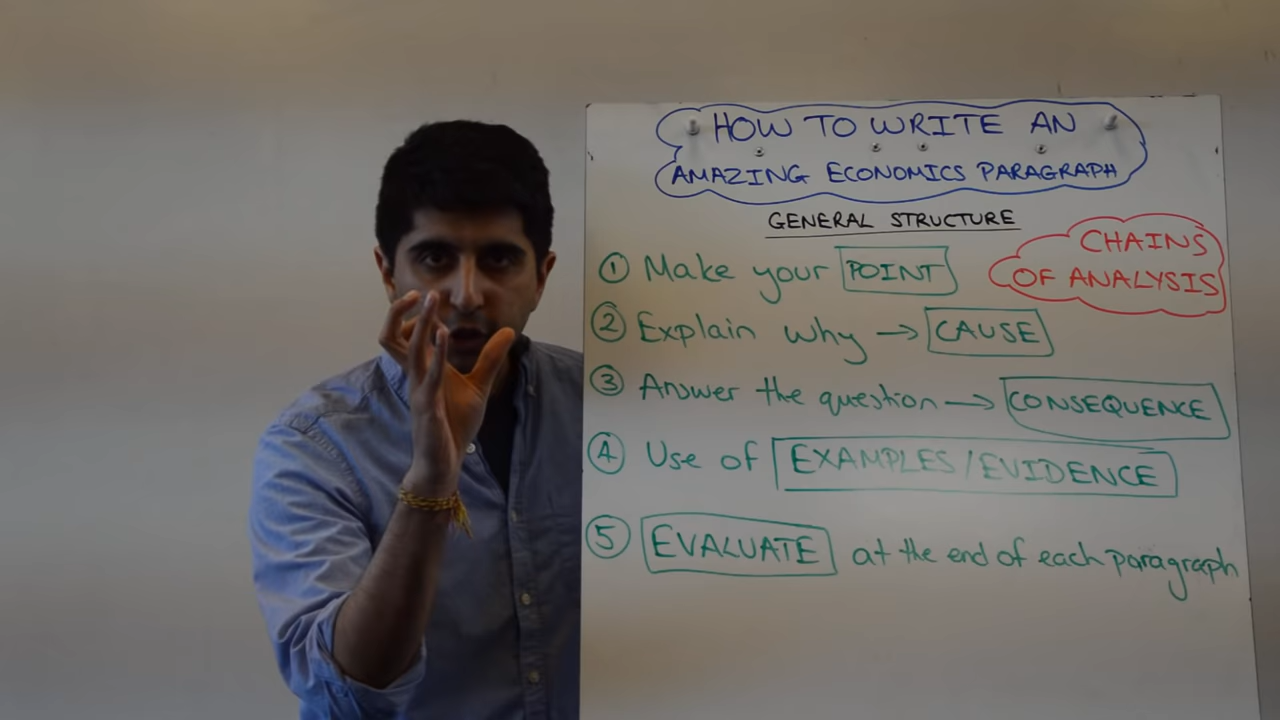 HOW TO WRITE AN
AMAZING ECONOMICS PARAGRAPH
GENERAL STRUCTURE
CHAINS
OF ANALYSIS
① Make your POINT
② Explain why → CAUSE
③ Answer the question → CONSEQUENCE
④ Use of EXAMPLES/EVIDENCE
⑤ EVALUATE at the end of each paragraph